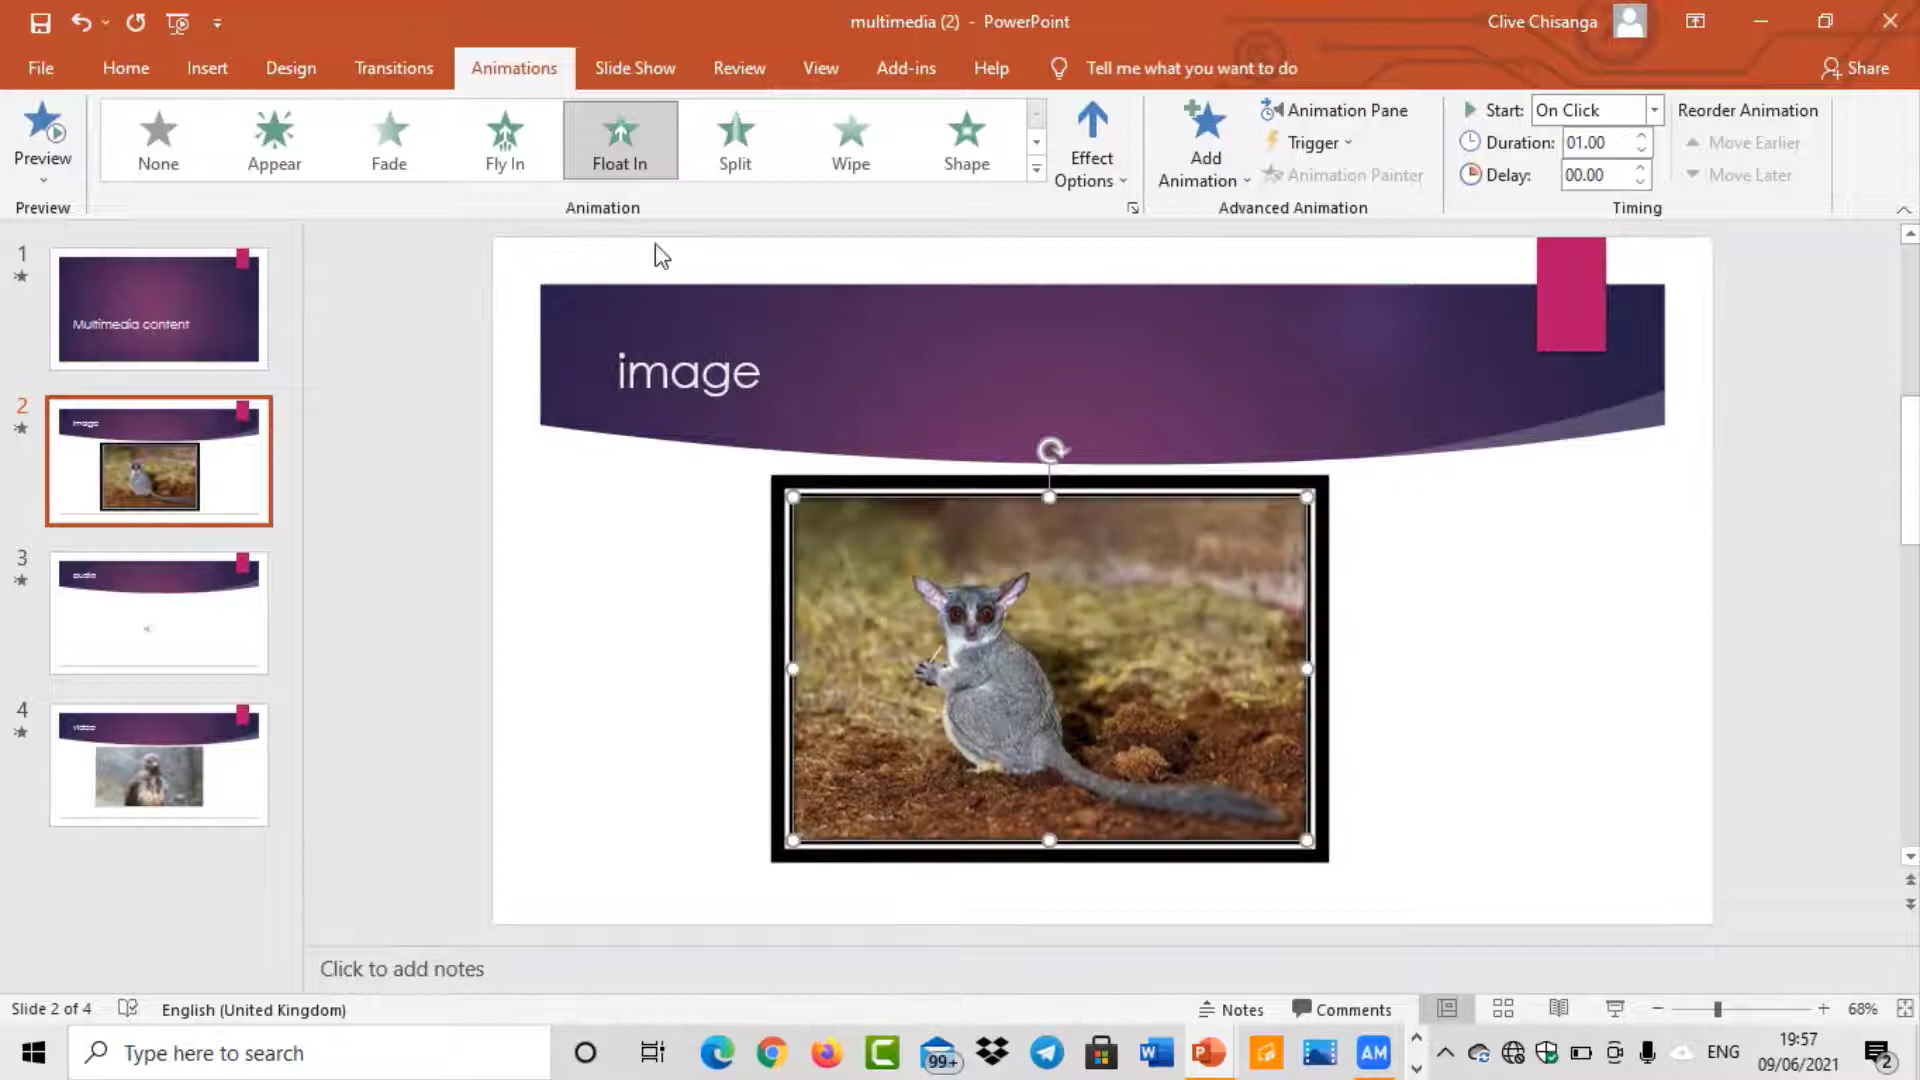 multimedia (2) - PowerPoint
Clive Chisanga
File Home Insert Design Transitions Animations Slide Show Review View Add-ins Help Tell me what you want to do Share
Preview
None Appear Fade Fly In Float In Split Wipe Shape
Effect Options
Add Animation
Animation Pane
Trigger
Animation Painter
Start: On Click
Duration: 01.00
Delay: 00.00
Reorder Animation
Move Earlier
Move Later
Preview Animation Advanced Animation Timing
1
Multimedia content
2
image
3
audio
4
video
image
Click to add notes
Slide 2 of 4 English (United Kingdom) Notes Comments 68%
Type here to search
99+
W
P
AM
ENG
19:57
09/06/2021
2